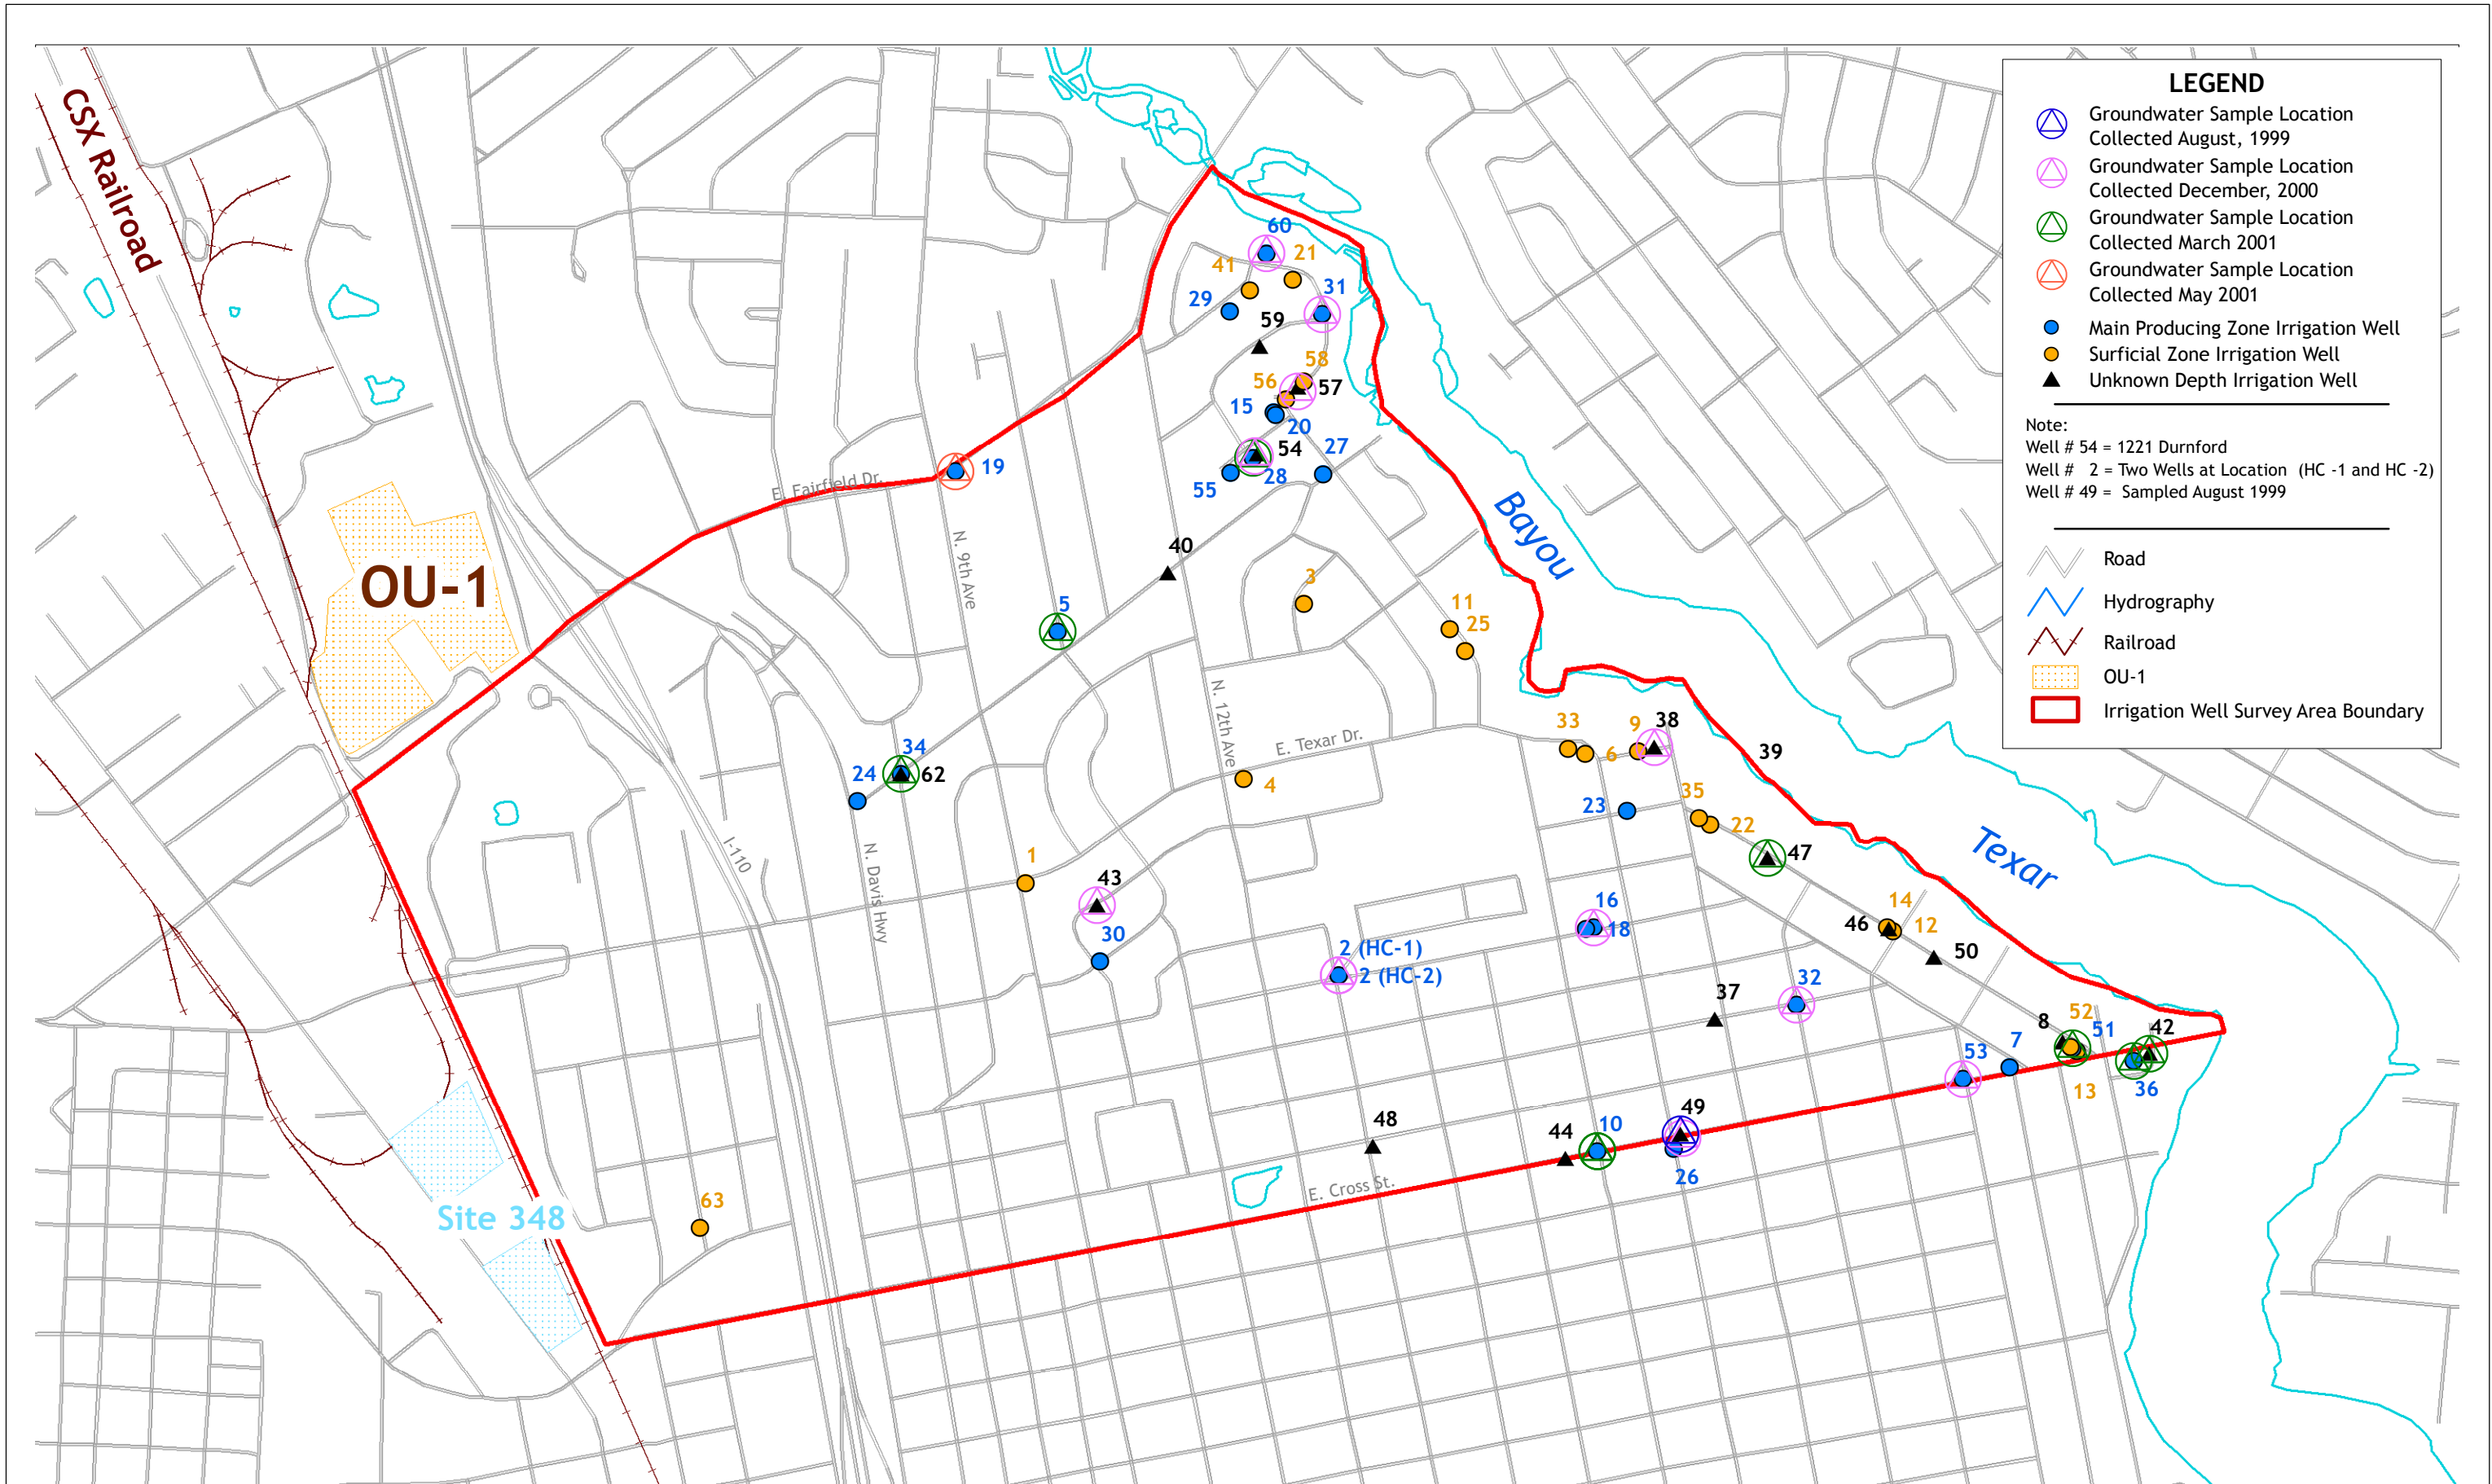 LEGEND
Groundwater Sample Location
Collected August, 1999
Groundwater Sample Location
Collected December, 2000
Groundwater Sample Location
Collected March 2001
Groundwater Sample Location
Collected May 2001
Main Producing Zone Irrigation Well
Surficial Zone Irrigation Well
Unknown Depth Irrigation Well
Note:
Well # 54 = 1221 Durnford
Well #   2 = Two Wells at Location  (HC -1 and HC -2)
Well # 49 =  Sampled August 1999
Road
Hydrography
Railroad
OU-1
Irrigation Well Survey Area Boundary
CSX Railroad
60
41
21
29
31
59
58
56
57
15
20
54
27
28
55
19
E. Fairfield Dr.
N. 9th Ave
Bayou
OU-1
40
3
5
11
25
N. 12th Ave
33
9
38
6
39
E. Texar Dr.
34
24
62
4
23
35
22
I-110
N. Davis Hwy
1
47
Texar
43
16
18
14
46
12
30
2 (HC-1)
2 (HC-2)
50
32
37
8
52
51
42
7
53
13
36
49
48
44
10
26
E. Cross St.
63
Site 348